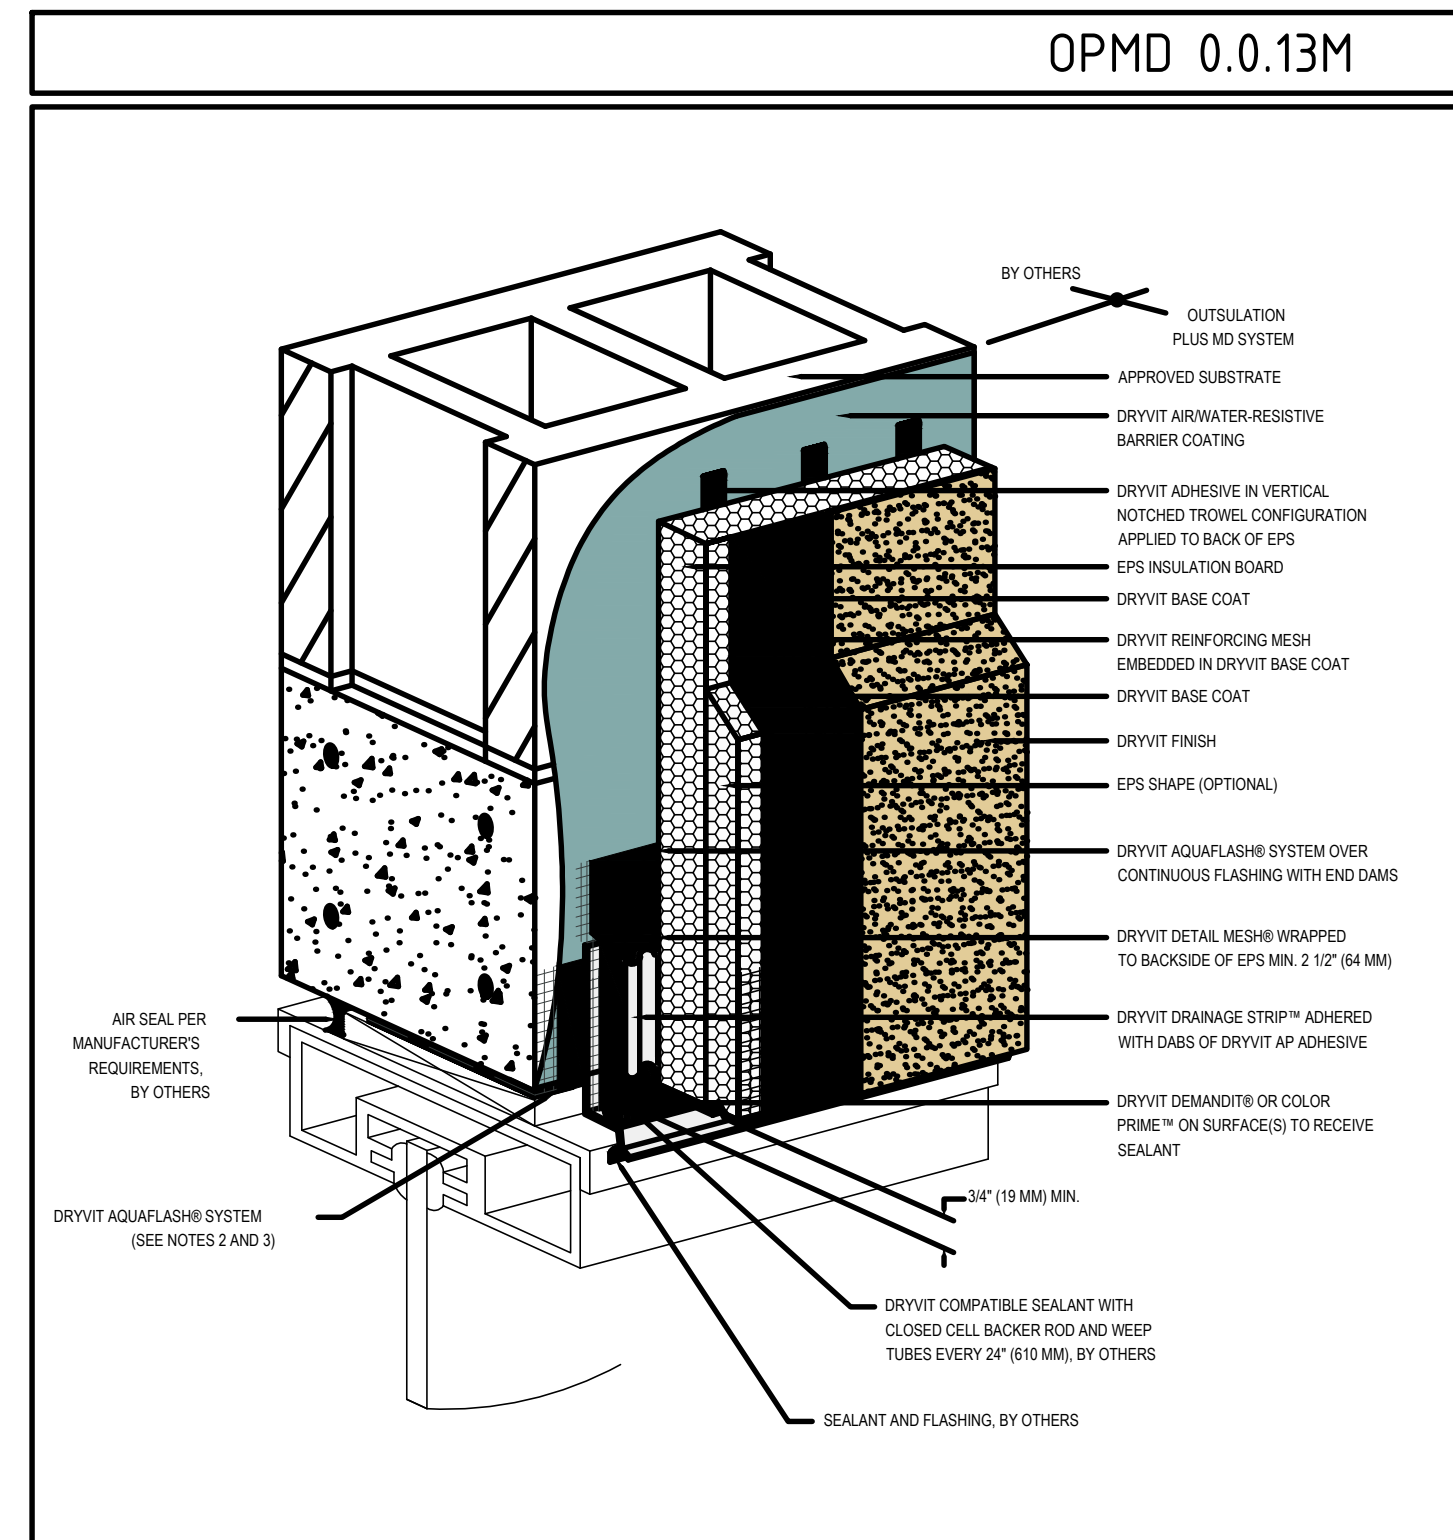 OPMD 0.0.13M
BY OTHERS
OUTSULATION
PLUS MD SYSTEM
APPROVED SUBSTRATE
DRYVIT AIR/WATER-RESISTIVE
BARRIER COATING
DRYVIT ADHESIVE IN VERTICAL
NOTCHED TROWEL CONFIGURATION
APPLIED TO BACK OF EPS
EPS INSULATION BOARD
DRYVIT BASE COAT
DRYVIT REINFORCING MESH
EMBEDDED IN DRYVIT BASE COAT
DRYVIT BASE COAT
DRYVIT FINISH
EPS SHAPE (OPTIONAL)
DRYVIT AQUAFLASH® SYSTEM OVER
CONTINUOUS FLASHING WITH END DAMS
DRYVIT DETAIL MESH® WRAPPED
TO BACKSIDE OF EPS MIN. 2 1/2" (64 MM)
DRYVIT DRAINAGE STRIP™ ADHERED
WITH DABS OF DRYVIT AP ADHESIVE
DRYVIT DEMANDIT® OR COLOR
PRIME™ ON SURFACE(S) TO RECEIVE
SEALANT
AIR SEAL PER
MANUFACTURER'S
REQUIREMENTS,
BY OTHERS
DRYVIT AQUAFLASH® SYSTEM
(SEE NOTES 2 AND 3)
3/4" (19 MM) MIN.
DRYVIT COMPATIBLE SEALANT WITH
CLOSED CELL BACKER ROD AND WEEP
TUBES EVERY 24" (610 MM), BY OTHERS
SEALANT AND FLASHING, BY OTHERS